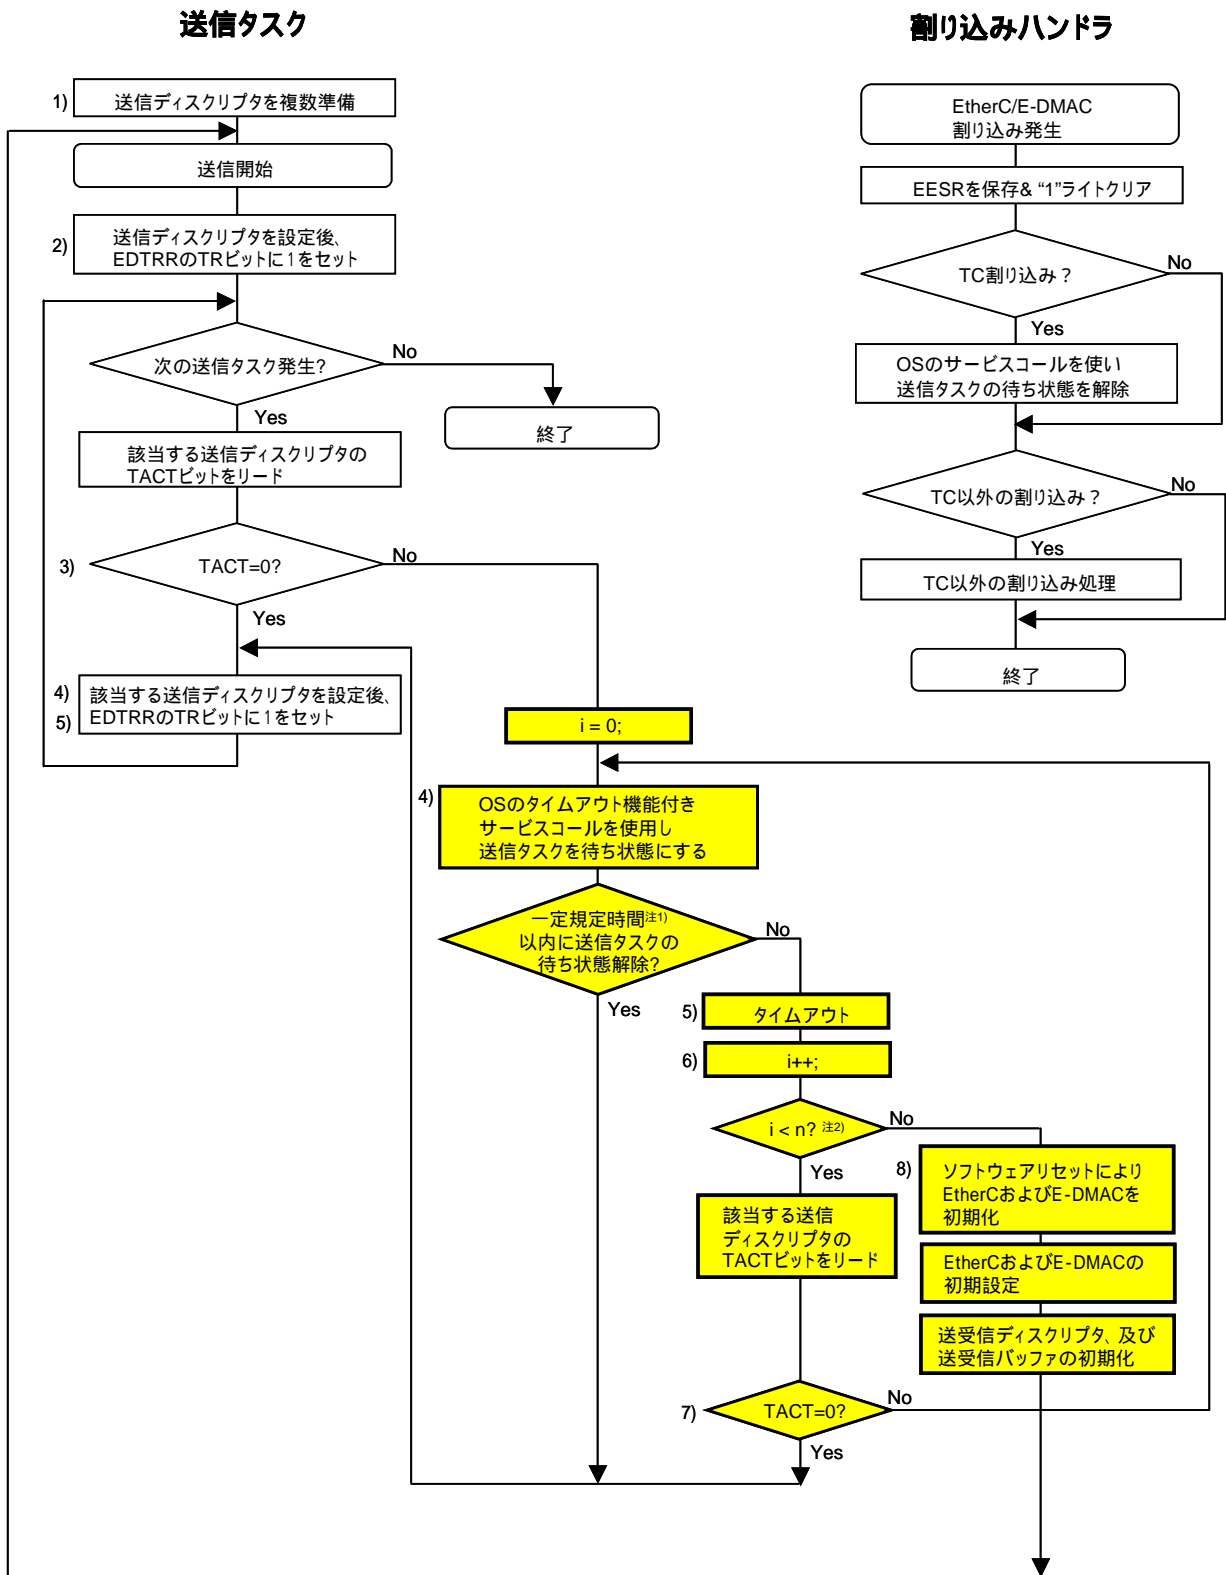 送信タスク
1)
送信ディスクリプタを複数準備
送信開始
2)
送信ディスクリプタを設定後、
EDTRRのTRビットに1をセット
次の送信タスク発生?
No
Yes
終了
該当する送信ディスクリプタの
TACTビットをリード
3)
TACT=0?
No
Yes
4)
5)
該当する送信ディスクリプタを設定後、
EDTRRのTRビットに1をセット
i = 0;
4)
OSのタイムアウト機能付き
サービスコールを使用し
送信タスクを待ち状態にする
一定規定時間注1)
以内に送信タスクの
待ち状態解除?
No
Yes
5)
タイムアウト
6)
i++;
i < n? 注2)
No
Yes
該当する送信
ディスクリプタの
TACTビットをリード
8)
ソフトウェアリセットにより
EtherCおよびE-DMACを
初期化
EtherCおよびE-DMACの
初期設定
送受信ディスクリプタ、及び
送受信バッファの初期化
7)
TACT=0?
No
Yes
割り込みハンドラ
EtherC/E-DMAC
割り込み発生
EESRを保存& “1”ライトクリア
TC割り込み?
No
Yes
OSのサービスコールを使い
送信タスクの待ち状態を解除
TC以外の割り込み?
No
Yes
TC以外の割り込み処理
終了